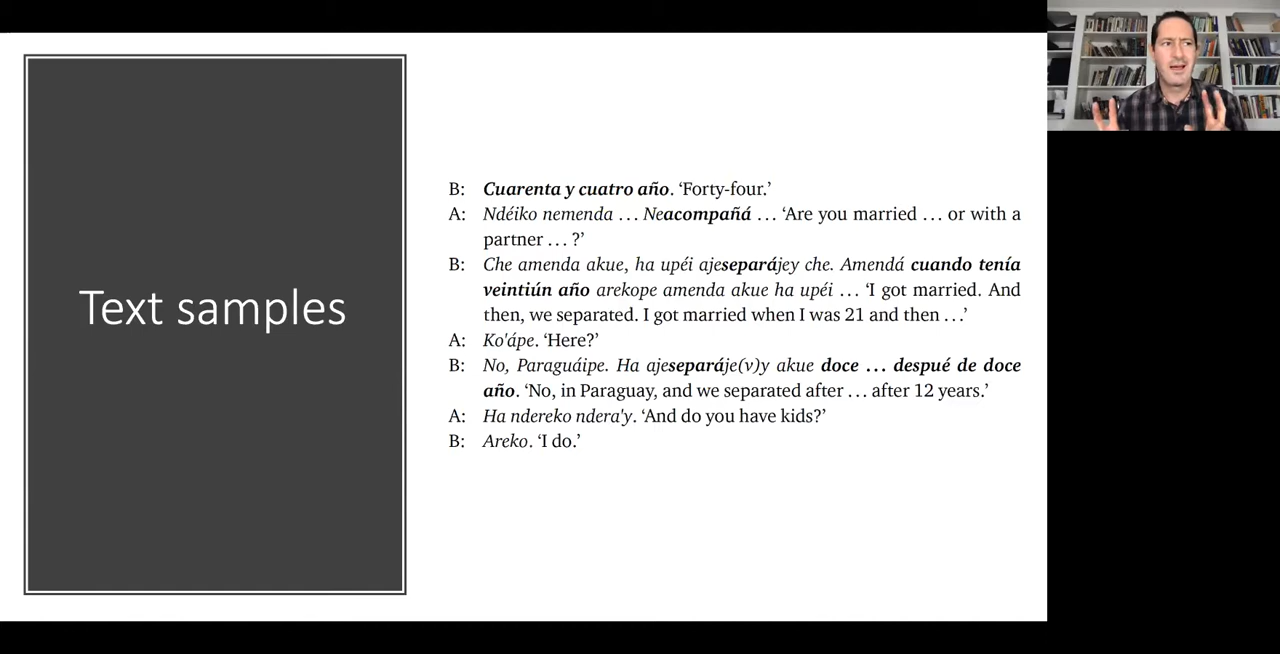 Text samples
B: Cuarenta y cuatro año. ‘Forty-four.’
A: Ndéiko nemenda … Neacompañá … ‘Are you married … or with a
partner … ?’
B: Che amenda akue, ha upéi ajeseparájey che. Amendá cuando tenía
veintiún año arekope amenda akue ha upéi … ‘I got married. And
then, we separated. I got married when I was 21 and then …’
A: Ko'ápe. ‘Here?’
B: No, Paraguáipe. Ha ajeseparáje(v)y akue doce … despué de doce
año. ‘No, in Paraguay, and we separated after … after 12 years.’
A: Ha ndereko ndera'y. ‘And do you have kids?’
B: Areko. ‘I do.’